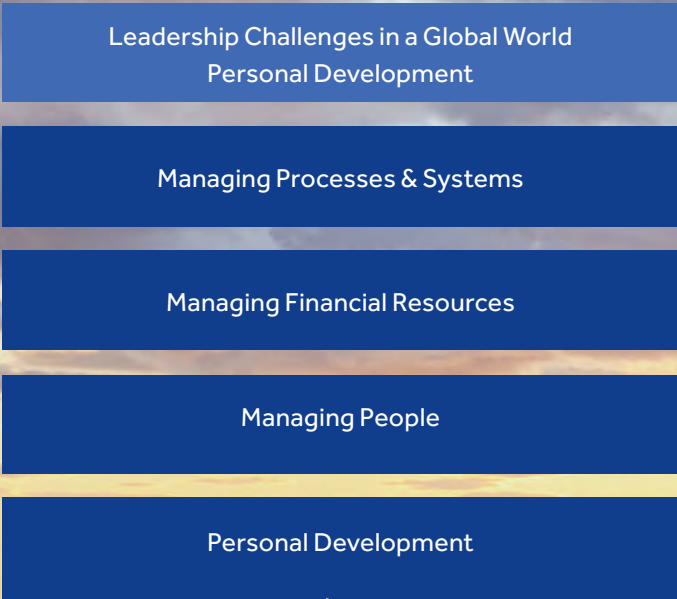 Leadership Challenges in a Global World
Personal Development
Managing Processes & Systems
Managing Financial Resources
Managing People
Personal Development